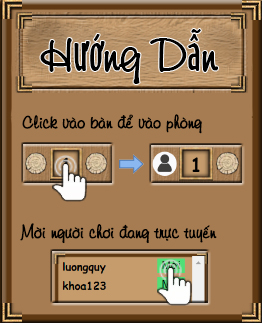 Hướng Dẫn
Click vào bàn để vào phòng
1
Mời người chơi đang trực tuyến
luongquy
khoa123